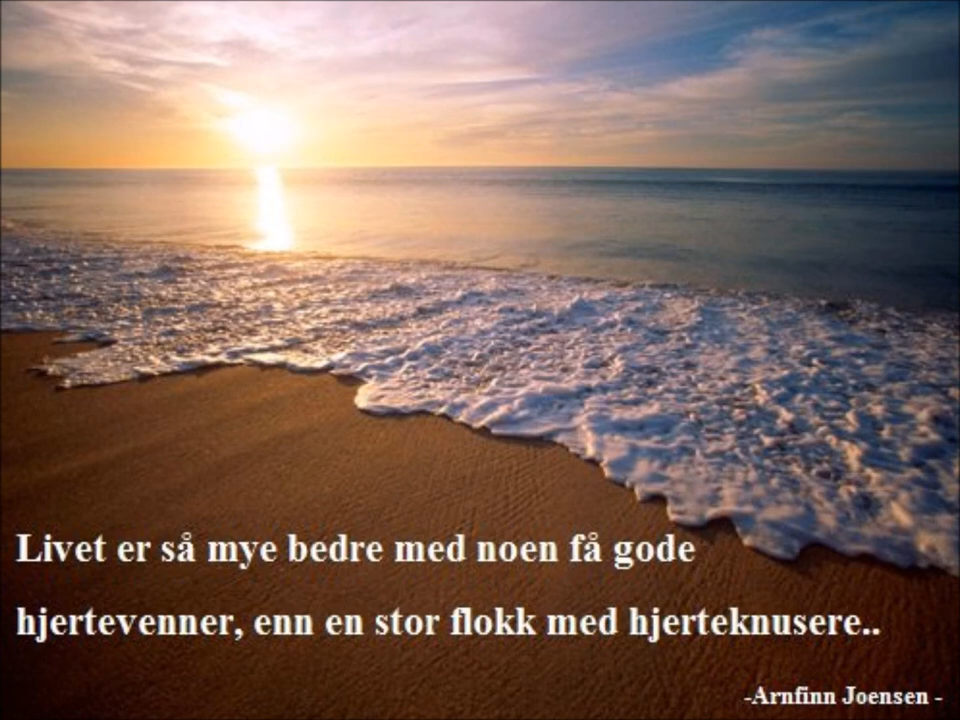 Livet er så mye bedre med noen få gode
hjertevenner, enn en stor flokk med hjerteknusere..
-Arnfinn Joensen -